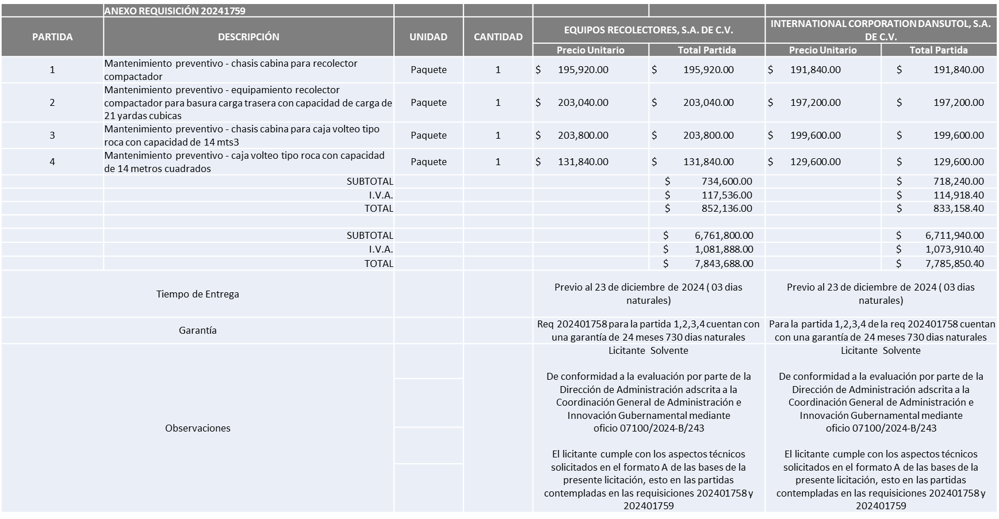 ANEXO REQUISICIÓN 20241759
PARTIDA DESCRIPCIÓN UNIDAD CANTIDAD EQUIPOS RECOLECTORES, S.A. DE C.V. INTERNATIONAL CORPORATION DANSUTOL, S.A.
DE C.V.
Precio Unitario Total Partida Precio Unitario Total Partida
1 Mantenimiento preventivo - chasis cabina para recolector
compactador Paquete 1 $ 195,920.00 $ 195,920.00 $ 191,840.00 $ 191,840.00
2 Mantenimiento preventivo - equipamiento recolector
compactador para basura carga trasera con capacidad de carga de
21 yardas cubicas Paquete 1 $ 203,040.00 $ 203,040.00 $ 197,200.00 $ 197,200.00
3 Mantenimiento preventivo - chasis cabina para caja volteo tipo
roca con capacidad de 14 mts3 Paquete 1 $ 203,800.00 $ 203,800.00 $ 199,600.00 $ 199,600.00
4 Mantenimiento preventivo - caja volteo tipo roca con capacidad
de 14 metros cuadrados Paquete 1 $ 131,840.00 $ 131,840.00 $ 129,600.00 $ 129,600.00
SUBTOTAL $ 734,600.00 $ 718,240.00
I.V.A. $ 117,536.00 $ 114,918.40
TOTAL $ 852,136.00 $ 833,158.40
SUBTOTAL $ 6,761,800.00 $ 6,711,940.00
I.V.A. $ 1,081,888.00 $ 1,073,910.40
TOTAL $ 7,843,688.00 $ 7,785,850.40
Tiempo de Entrega
Previo al 23 de diciembre de 2024 ( 03 dias
naturales)
Previo al 23 de diciembre de 2024 ( 03 dias
naturales)
Garantía
Req 202401758 para la partida 1,2,3,4 cuentan con
una garantía de 24 meses 730 dias naturales
Para la partida 1,2,3,4 de la req 202401758 cuentan
con una garantía de 24 meses 730 dias naturales
Observaciones
Licitante Solvente
De conformidad a la evaluación por parte de la
Dirección de Administración adscrita a la
Coordinación General de Administración e
Innovación Gubernamental mediante
oficio 07100/2024-B/243
El licitante cumple con los aspectos técnicos
solicitados en el formato A de las bases de la
presente licitación, esto en las partidas
contempladas en las requisiciones 202401758 y
202401759
Licitante Solvente
De conformidad a la evaluación por parte de la
Dirección de Administración adscrita a la
Coordinación General de Administración e
Innovación Gubernamental mediante
oficio 07100/2024-B/243
El licitante cumple con los aspectos técnicos
solicitados en el formato A de las bases de la
presente licitación, esto en las partidas
contempladas en las requisiciones 202401758 y
202401759